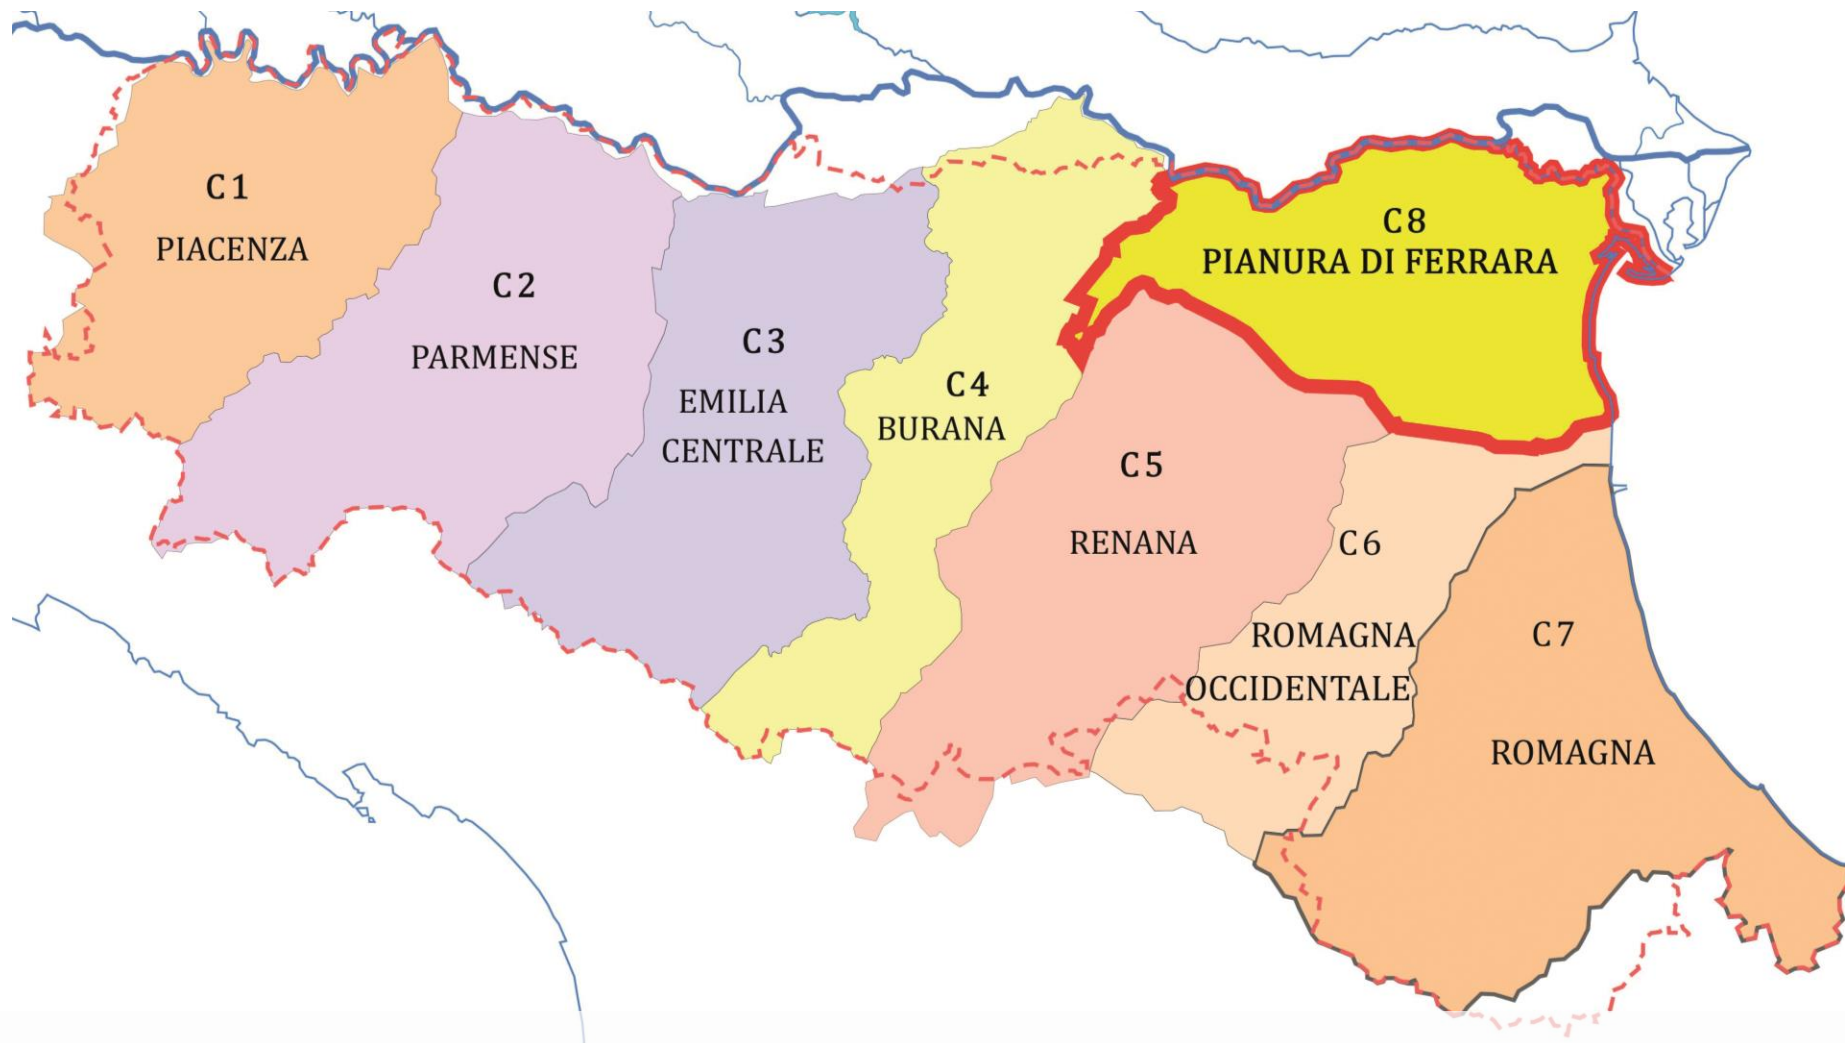 C1
PIACENZA
C2
PARMENSE
C3
EMILIA
CENTRALE
C4
BURANA
C5
RENANA
C6
ROMAGNA
OCCIDENTALE
C7
ROMAGNA
C8
PIANURA DI FERRARA